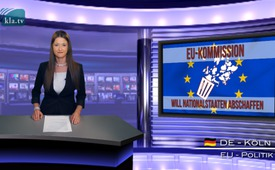 kla.tv
EU-KOMMISSION
WILL NATIONALSTAATEN ABSCHAFFEN
DE - KÖLN
EU - POLITIK